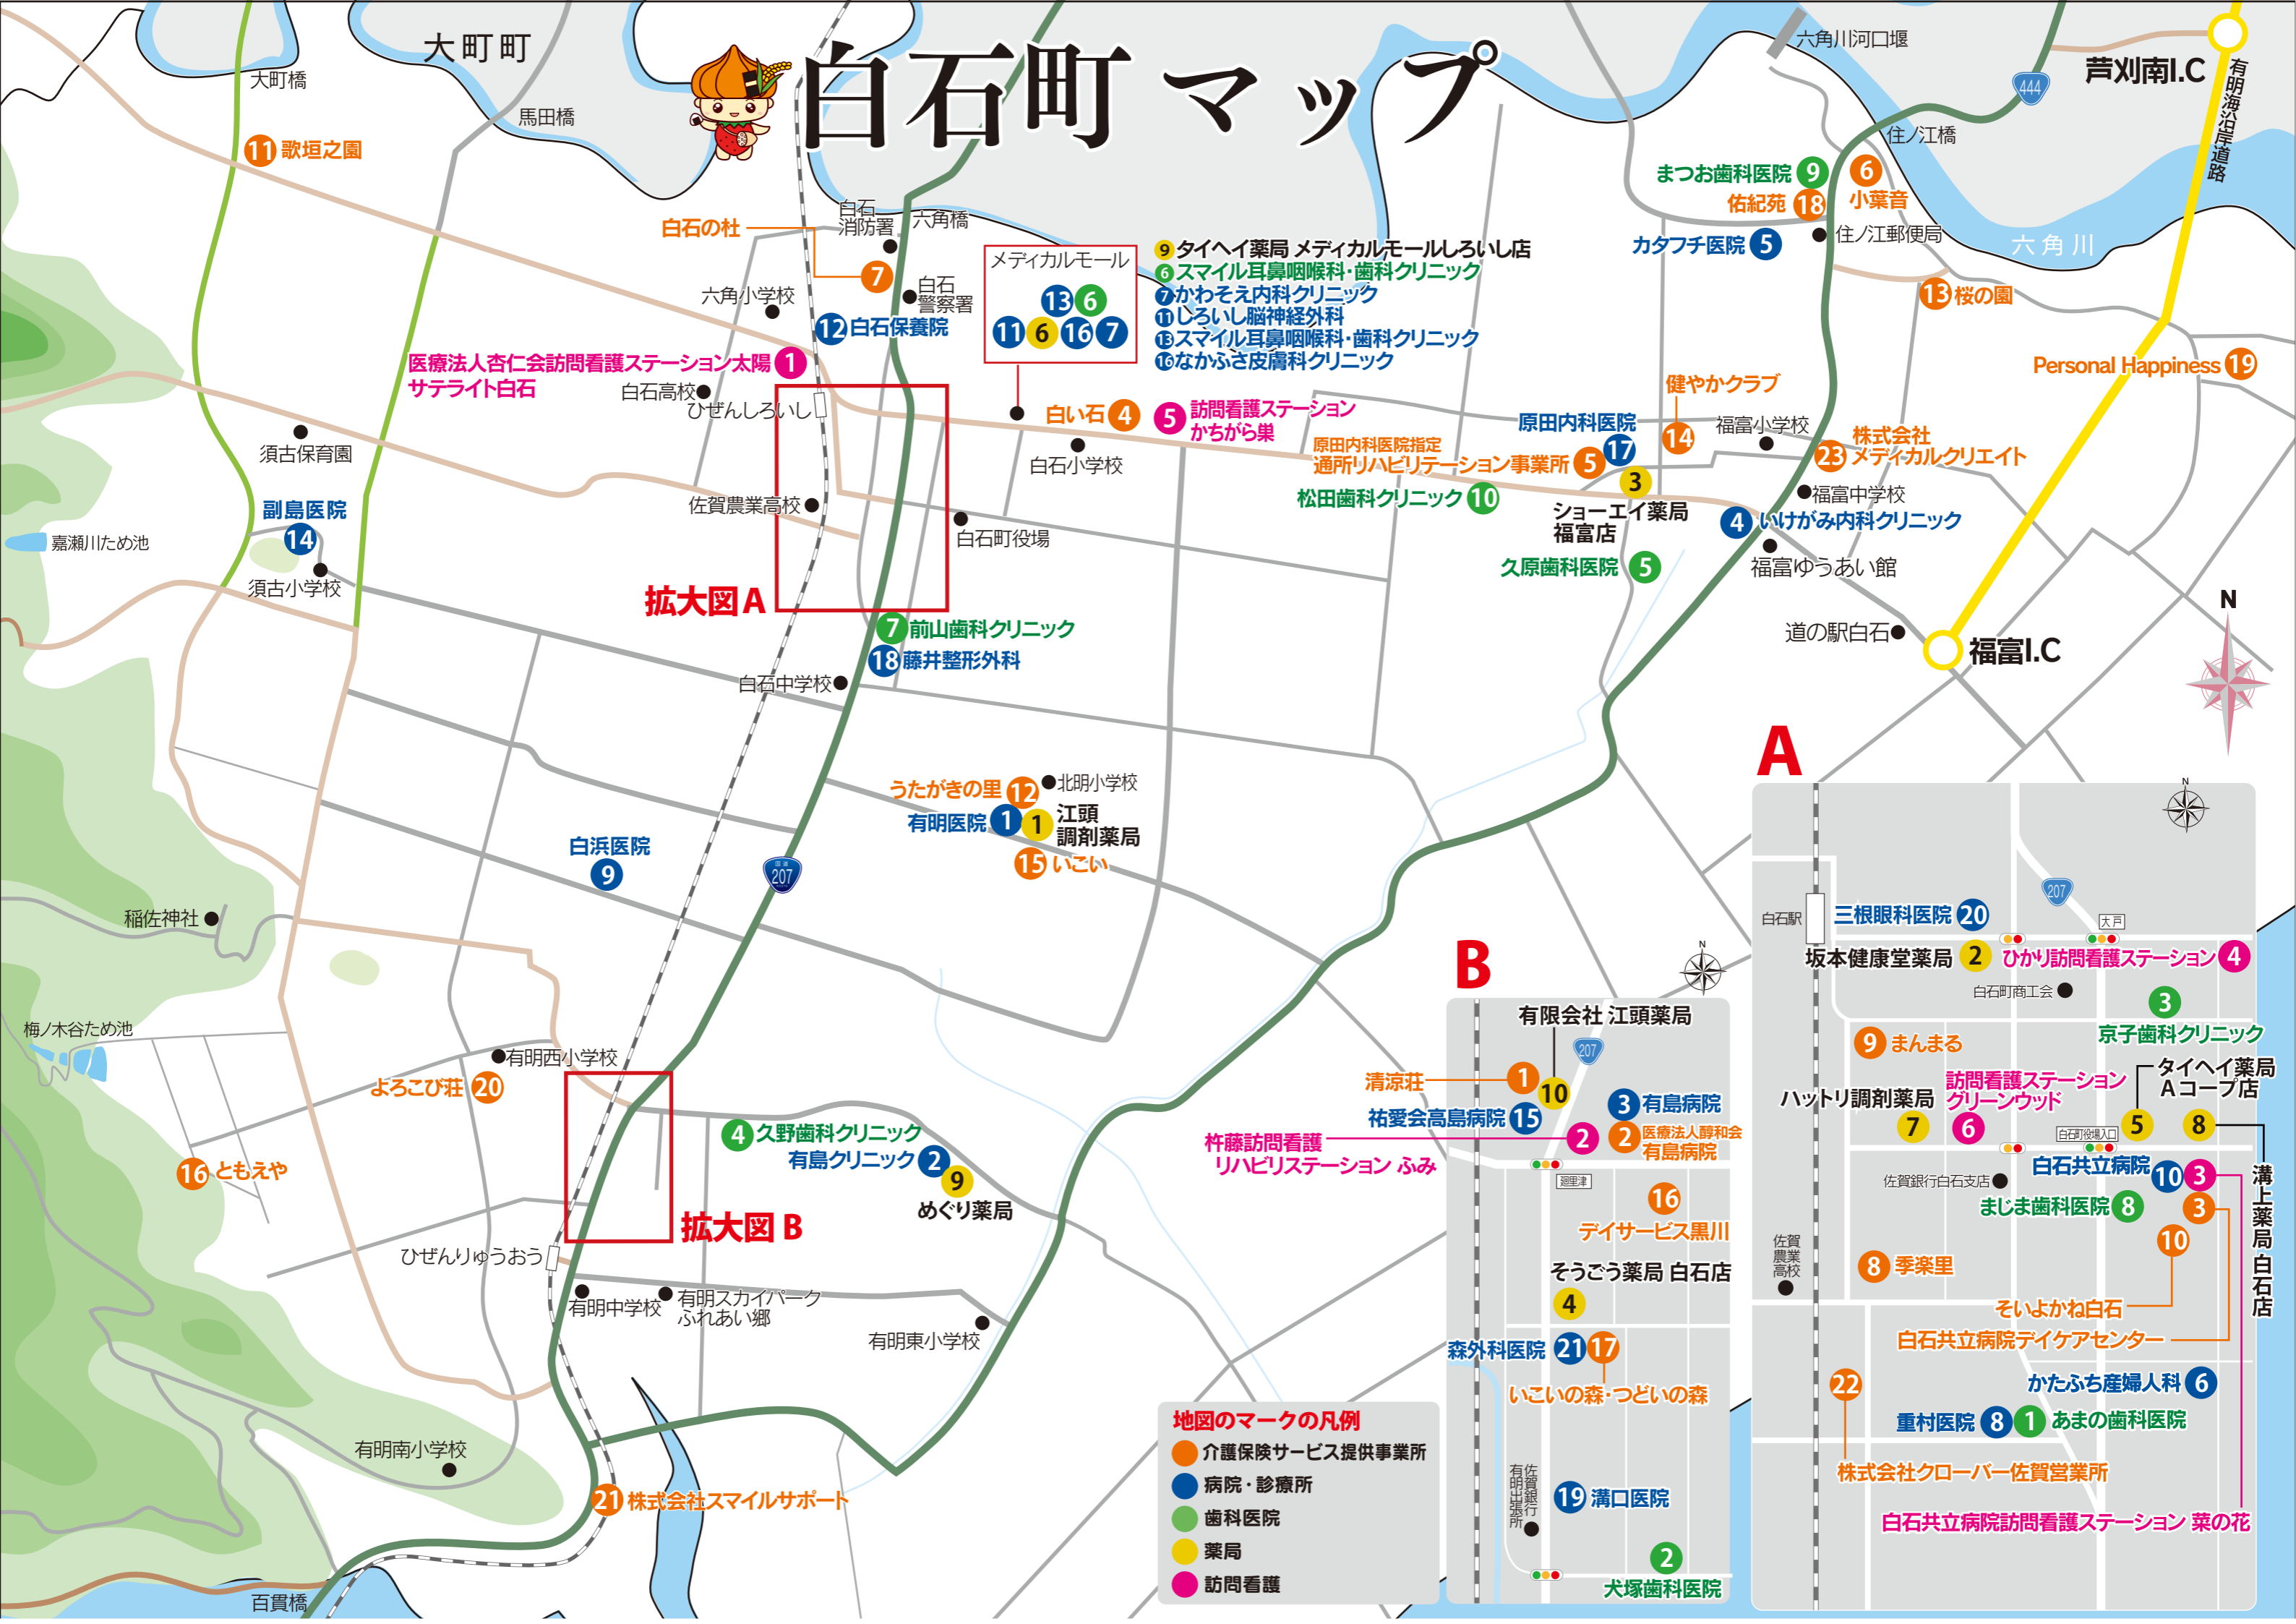 白石町 マップ
大町町
大町橋
馬田橋
11 歌垣之園
六角川河口堰
芦刈南I.C
有明海沿岸道路
444
住ノ江橋
まつお歯科医院 9
6
小葉音
佑紀苑 18
カタフチ医院 5
住ノ江郵便局
六角川
13 桜の園
Personal Happiness 19
白石の杜
7
白石
消防署
六角橋
白石
警察署
六角小学校
12 白石保養院
医療法人杏仁会訪問看護ステーション太陽 1
サテライト白石
白石高校
ひぜんしろいし
メディカルモール
13 6
11 6 16 7
9 タイヘイ薬局 メディカルモールしろいし店
6 スマイル耳鼻咽喉科・歯科クリニック
7 かわそえ内科クリニック
11 しろいし脳神経外科
13 スマイル耳鼻咽喉科・歯科クリニック
16 なかふさ皮膚科クリニック
白い石 4
5 訪問看護ステーション
かちがら巣
白石小学校
健やかクラブ
14
原田内科医院
17
原田内科医院指定
通所リハビリテーション事業所 5
3
ショーエイ薬局
福富店
松田歯科クリニック 10
久原歯科医院 5
福富小学校
23 株式会社
メディカルクリエイト
福富中学校
4 いけがみ内科クリニック
福富ゆうあい館
道の駅白石
福富I.C
N
須古保育園
副島医院
14
嘉瀬川ため池
須古小学校
佐賀農業高校
白石町役場
拡大図A
7 前山歯科クリニック
18 藤井整形外科
白石中学校
うたがきの里 12
北明小学校
有明医院 1
1 江頭
調剤薬局
15 いこい
白浜医院
9
国道
207
稲佐神社
梅ノ木谷ため池
有明西小学校
よろこび荘 20
16 ともえや
4 久野歯科クリニック
有島クリニック 2
9
めぐり薬局
拡大図 B
ひぜんりゅうおう
有明中学校
有明スカイパーク
ふれあい郷
有明東小学校
有明南小学校
21 株式会社スマイルサポート
百貫橋
地図のマークの凡例
介護保険サービス提供事業所
病院・診療所
歯科医院
薬局
訪問看護
B
N
有限会社 江頭薬局
207
清涼荘 1
10
祐愛会高島病院 15
3 有島病院
2 医療法人醇和会
有島病院
杵藤訪問看護 2
リハビリステーション ふみ
廻里津
16
デイサービス黒川
そうごう薬局 白石店
4
森外科医院 21 17
いこいの森・つどいの森
佐賀銀行
有明出張所
19 溝口医院
2
犬塚歯科医院
A
N
207
白石駅
三根眼科医院 20
大戸
坂本健康堂薬局 2
ひかり訪問看護ステーション 4
白石町商工会
3
京子歯科クリニック
9 まんまる
タイヘイ薬局
Aコープ店
訪問看護ステーション
グリーンウッド
ハットリ調剤薬局
7
6
5
8
白石町役場入口
溝上薬局 白石店
白石共立病院 10 3
佐賀銀行白石支店
まじま歯科医院 8
3
10
佐賀
農業
高校
8 季楽里
そいよかね白石
白石共立病院デイケアセンター
22
かたふち産婦人科 6
重村医院 8
1 あまの歯科医院
株式会社クローバー佐賀営業所
白石共立病院訪問看護ステーション 菜の花